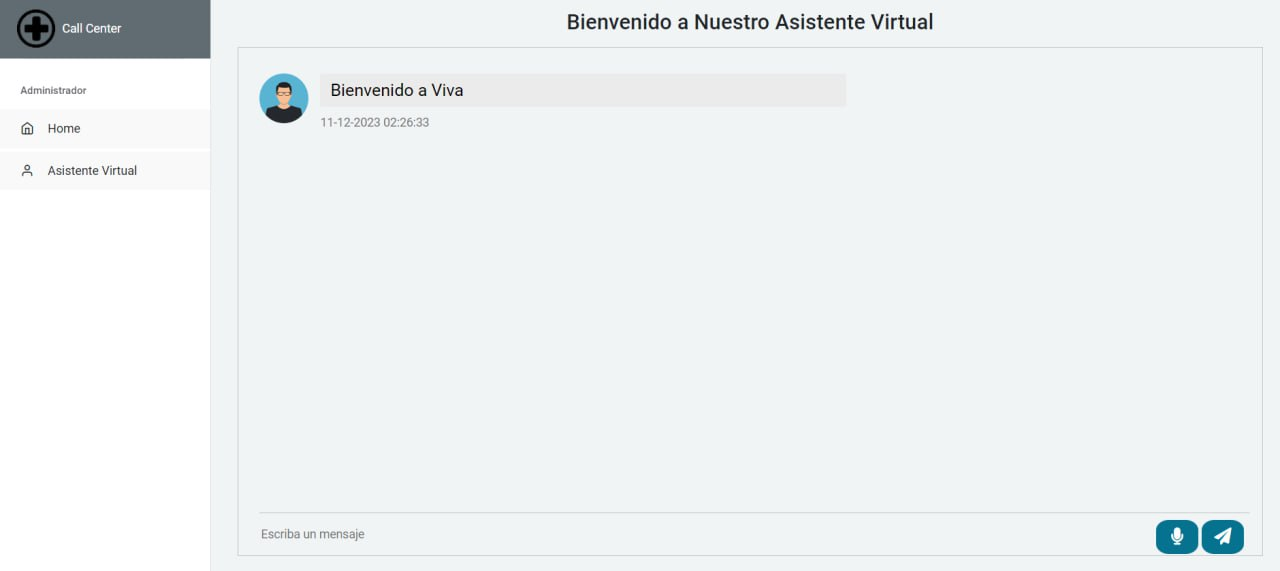 Call Center
Bienvenido a Nuestro Asistente Virtual
Administrador
Home
Asistente Virtual
Bienvenido a Viva
11-12-2023 02:26:33
Escriba un mensaje